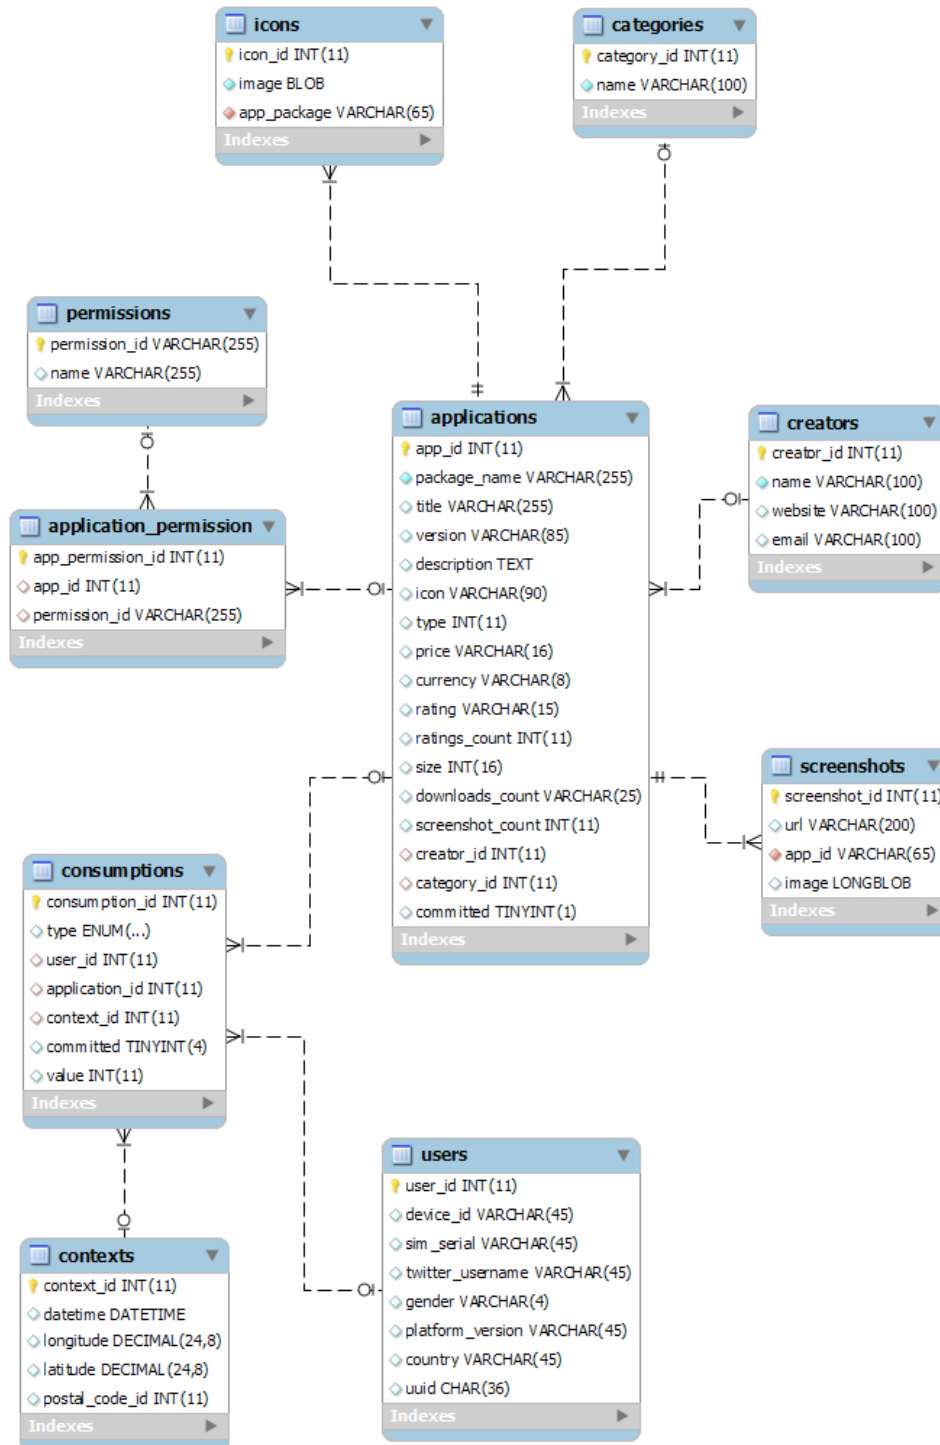 icons
icon_id INT(11)
image BLOB
app_package VARCHAR(65)
Indexes
categories
category_id INT(11)
name VARCHAR(100)
Indexes
permissions
permission_id VARCHAR(255)
name VARCHAR(255)
Indexes
applications
app_id INT(11)
package_name VARCHAR(255)
title VARCHAR(255)
version VARCHAR(85)
description TEXT
icon VARCHAR(90)
type INT(11)
price VARCHAR(16)
currency VARCHAR(8)
rating VARCHAR(15)
ratings_count INT(11)
size INT(16)
downloads_count VARCHAR(25)
screenshot_count INT(11)
creator_id INT(11)
category_id INT(11)
committed TINYINT(1)
Indexes
creators
creator_id INT(11)
name VARCHAR(100)
website VARCHAR(100)
email VARCHAR(100)
Indexes
application_permission
app_permission_id INT(11)
app_id INT(11)
permission_id VARCHAR(255)
Indexes
screenshots
screenshot_id INT(11)
url VARCHAR(200)
app_id VARCHAR(65)
image LONGBLOB
Indexes
consumptions
consumption_id INT(11)
type ENUM(...)
user_id INT(11)
application_id INT(11)
context_id INT(11)
committed TINYINT(4)
value INT(11)
Indexes
users
user_id INT(11)
device_id VARCHAR(45)
sim_serial VARCHAR(45)
twitter_username VARCHAR(45)
gender VARCHAR(4)
platform_version VARCHAR(45)
country VARCHAR(45)
uuid CHAR(36)
Indexes
contexts
context_id INT(11)
datetime DATETIME
longitude DECIMAL(24,8)
latitude DECIMAL(24,8)
postal_code_id INT(11)
Indexes